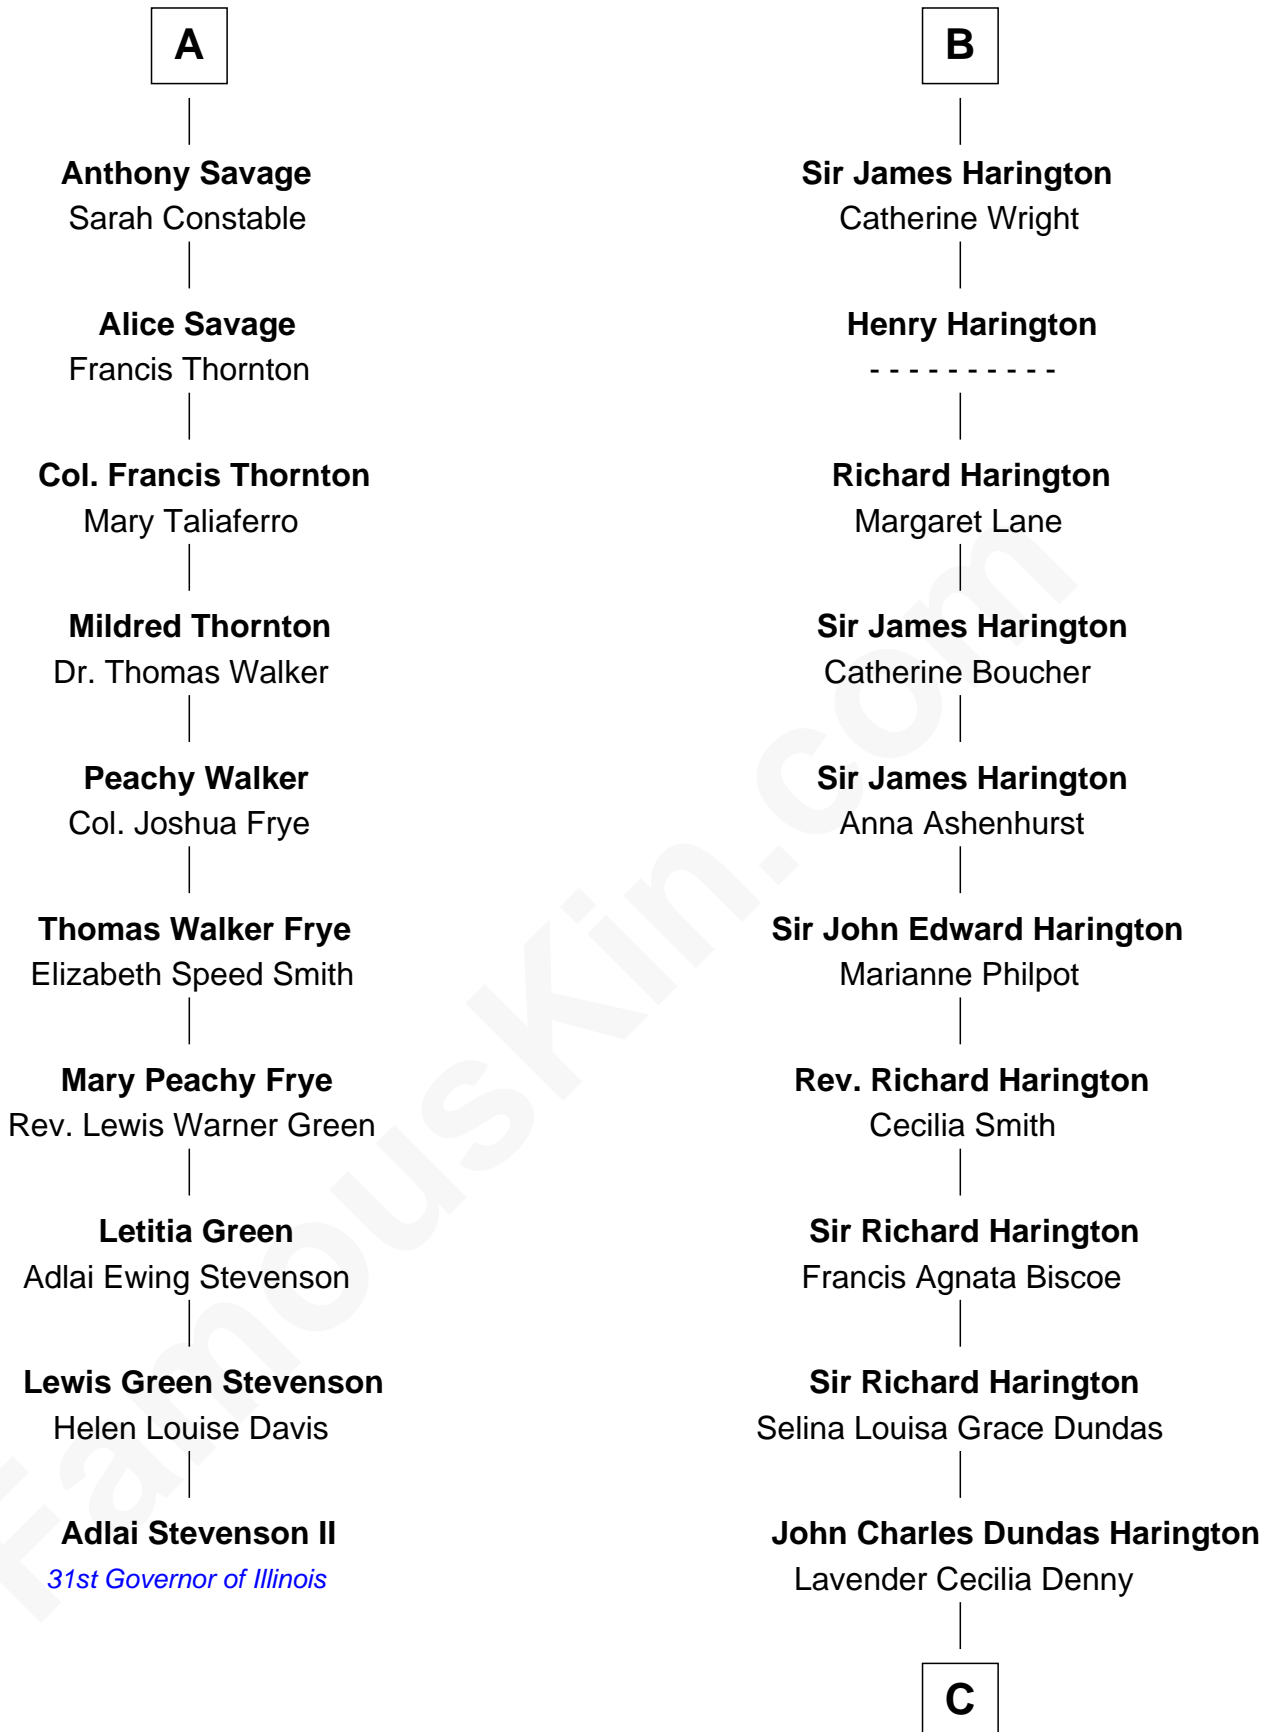 A
Anthony Savage
Sarah Constable
Alice Savage
Francis Thornton
Col. Francis Thornton
Mary Taliaferro
Mildred Thornton
Dr. Thomas Walker
Peachy Walker
Col. Joshua Frye
Thomas Walker Frye
Elizabeth Speed Smith
Mary Peachy Frye
Rev. Lewis Warner Green
Letitia Green
Adlai Ewing Stevenson
Lewis Green Stevenson
Helen Louise Davis
Adlai Stevenson II
31st Governor of Illinois
B
Sir James Harington
Catherine Wright
Henry Harington
- - - - - - - - - -
Richard Harington
Margaret Lane
Sir James Harington
Catherine Boucher
Sir James Harington
Anna Ashenhurst
Sir John Edward Harington
Marianne Philpot
Rev. Richard Harington
Cecilia Smith
Sir Richard Harington
Francis Agnata Biscoe
Sir Richard Harington
Selina Louisa Grace Dundas
John Charles Dundas Harington
Lavender Cecilia Denny
C
FamousKin.com